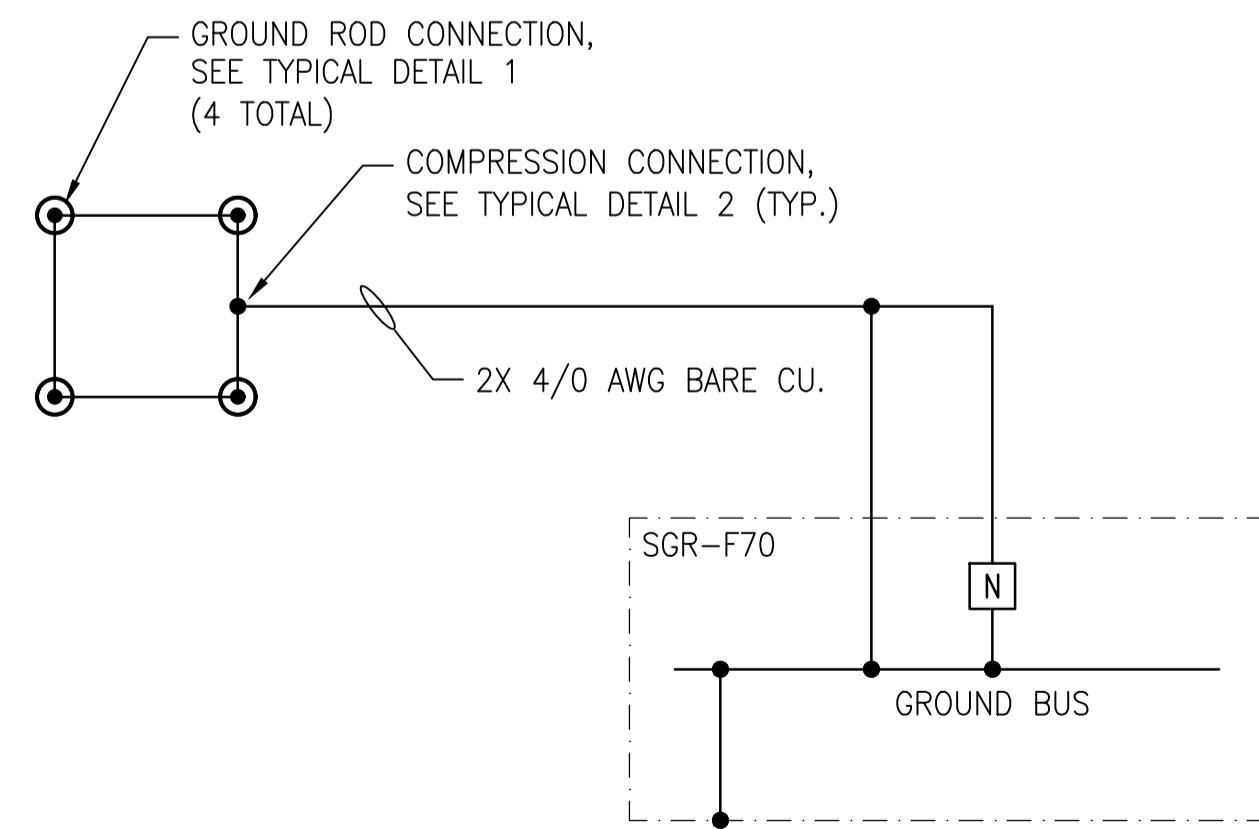 GROUND ROD CONNECTION,
SEE TYPICAL DETAIL 1
(4 TOTAL)
COMPRESSION CONNECTION,
SEE TYPICAL DETAIL 2 (TYP.)
2X 4/0 AWG BARE CU.
SGR-F70
N
GROUND BUS